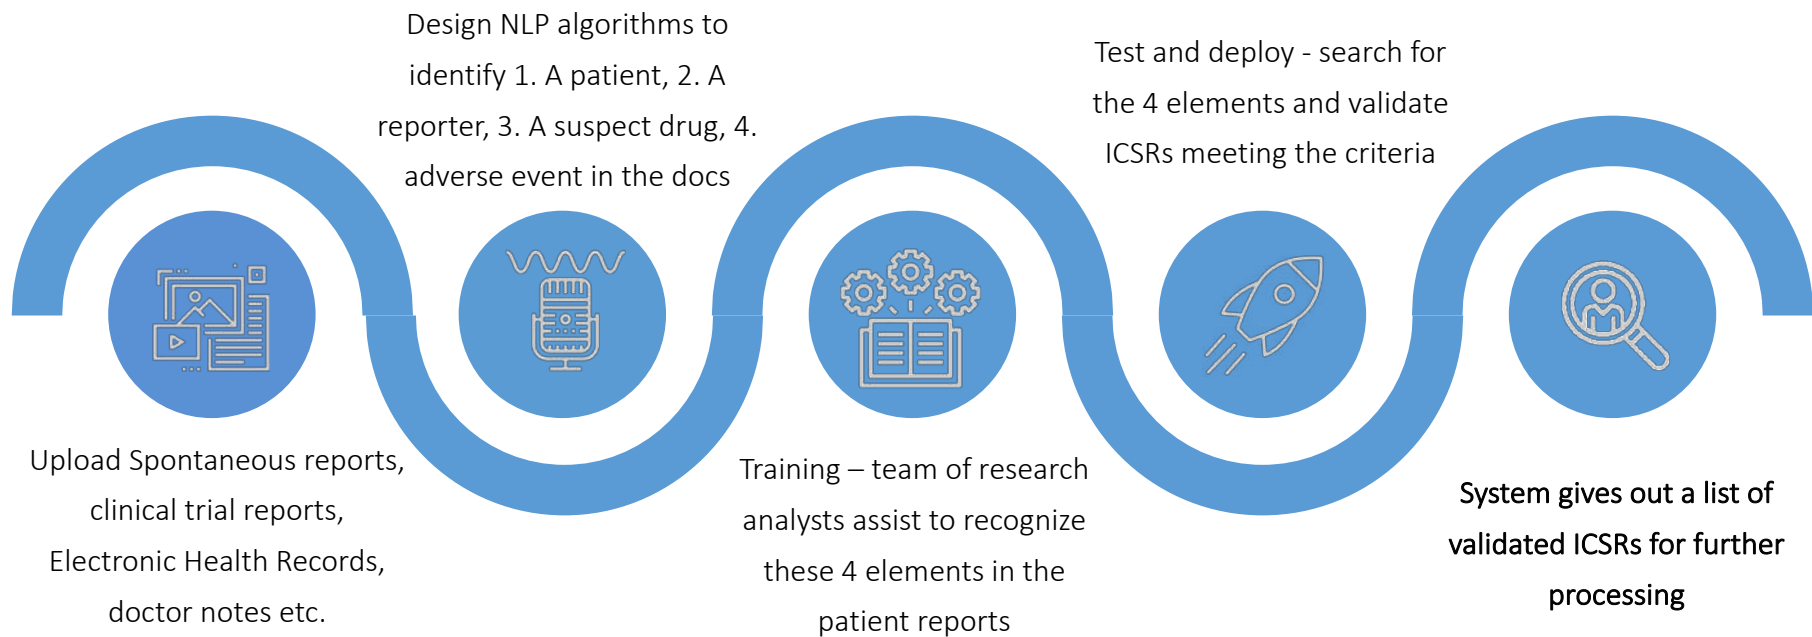 Upload Spontaneous reports,
clinical trial reports,
Electronic Health Records,
doctor notes etc.
Design NLP algorithms to
identify 1. A patient, 2. A
reporter, 3. A suspect drug, 4.
adverse event in the docs
Training – team of research
analysts assist to recognize
these 4 elements in the
patient reports
Test and deploy - search for
the 4 elements and validate
ICSRs meeting the criteria
System gives out a list of
validated ICSRs for further
processing